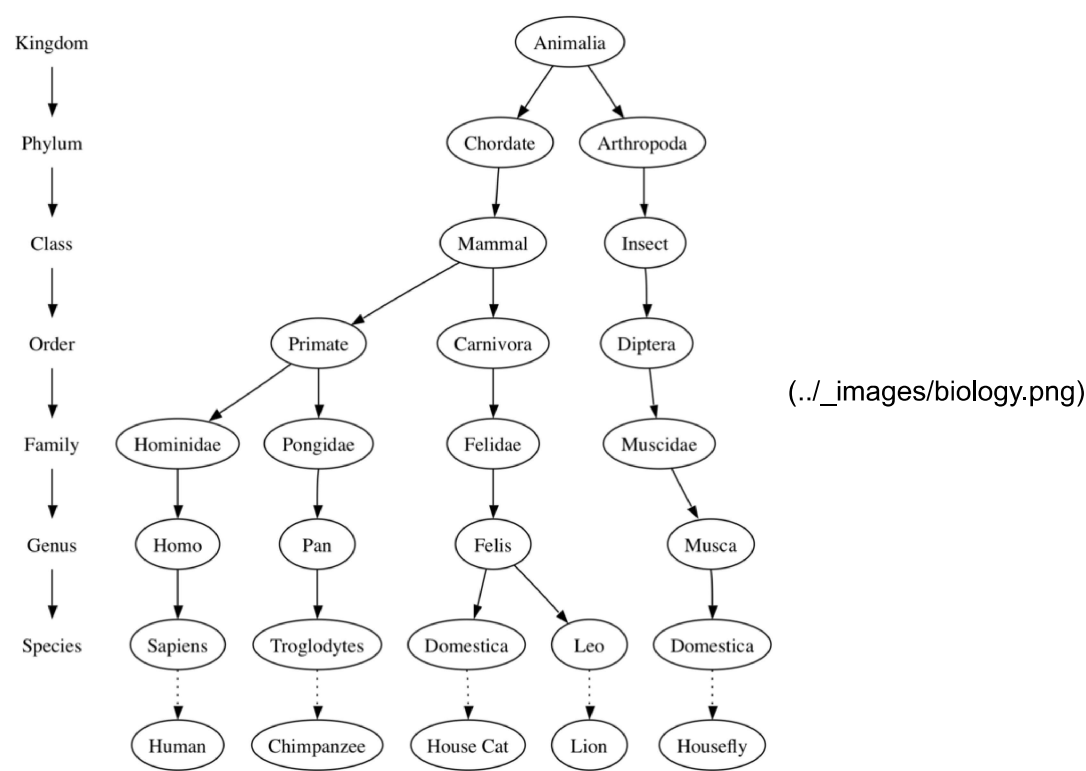 Kingdom Animalia
Phylum Chordate Arthropoda
Class Mammal Insect
Order Primate Carnivora Diptera
(../_images/biology.png)
Family Hominidae Pongidae Felidae Muscidae
Genus Homo Pan Felis Musca
Species Sapiens Troglodytes Domestica Leo Domestica
Human Chimpanzee House Cat Lion Housefly